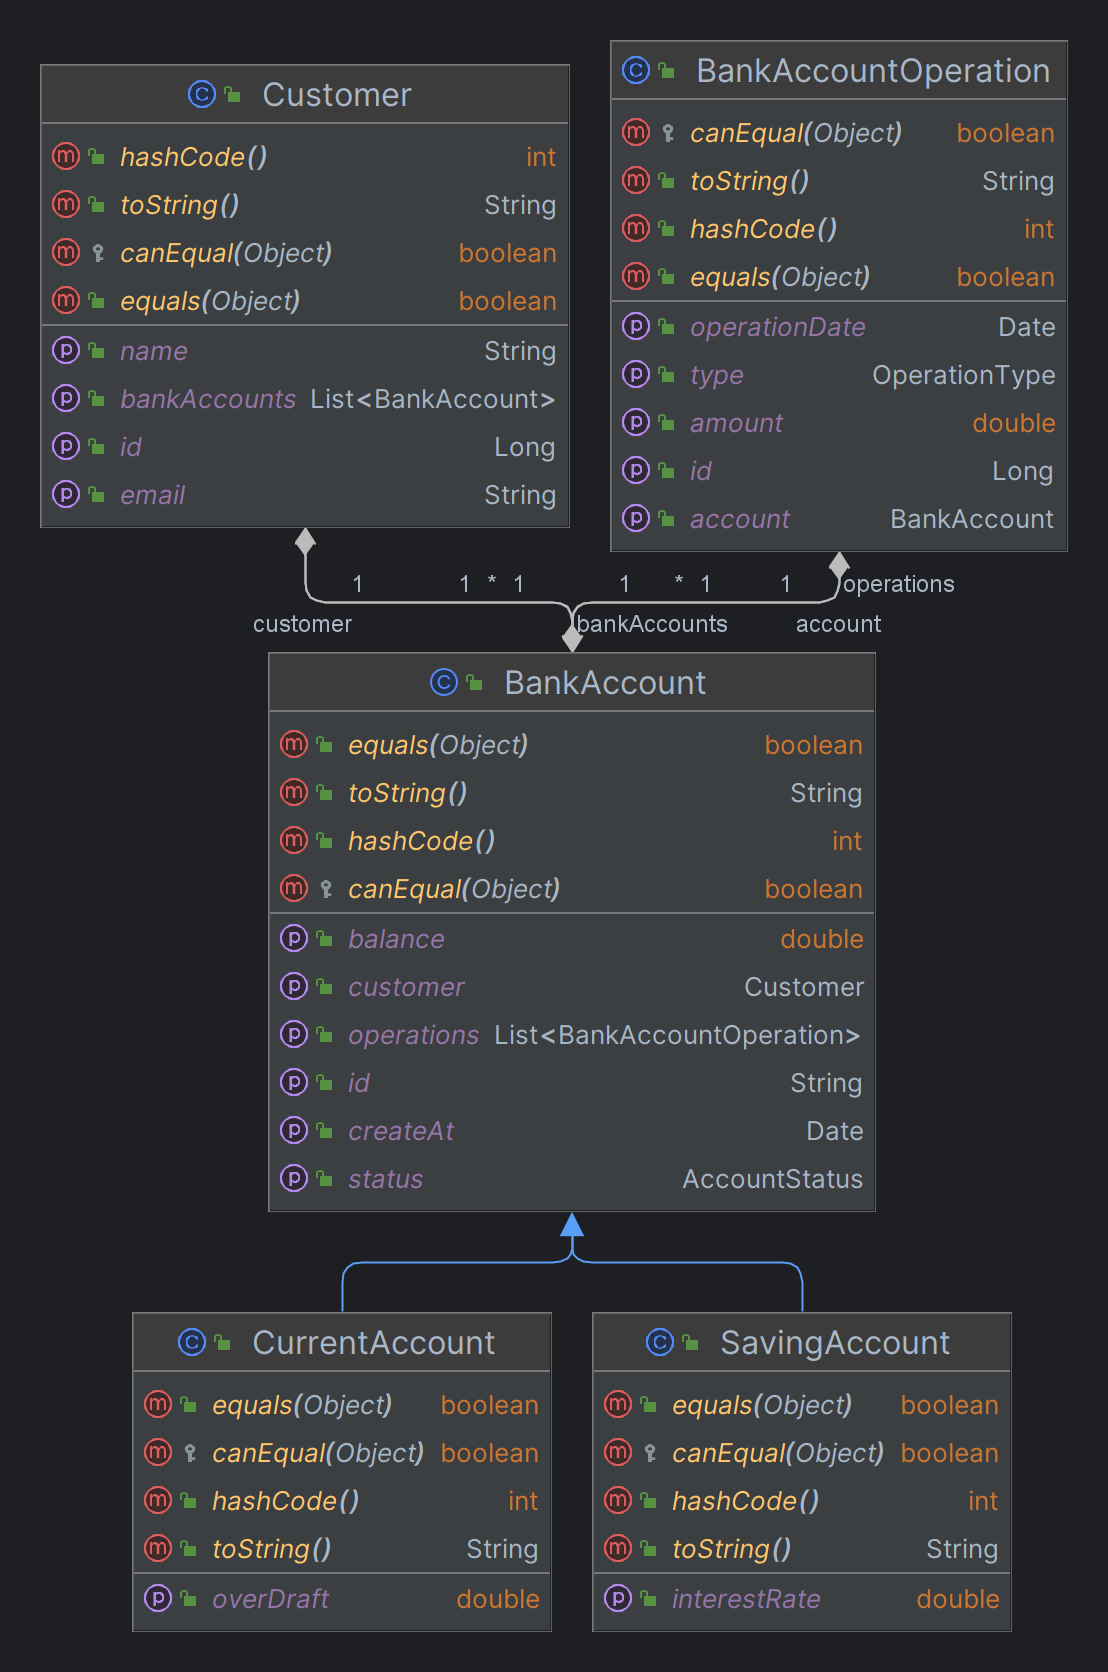 Customer
hashCode() int
toString() String
canEqual(Object) boolean
equals(Object) boolean
name String
bankAccounts List<BankAccount>
id Long
email String
BankAccountOperation
canEqual(Object) boolean
toString() String
hashCode() int
equals(Object) boolean
operationDate Date
type OperationType
amount double
id Long
account BankAccount
1 1 * 1 1 * 1 1 operations
customer bankAccounts account
BankAccount
equals(Object) boolean
toString() String
hashCode() int
canEqual(Object) boolean
balance double
customer Customer
operations List<BankAccountOperation>
id String
createAt Date
status AccountStatus
CurrentAccount
equals(Object) boolean
canEqual(Object) boolean
hashCode() int
toString() String
overDraft double
SavingAccount
equals(Object) boolean
canEqual(Object) boolean
hashCode() int
toString() String
interestRate double